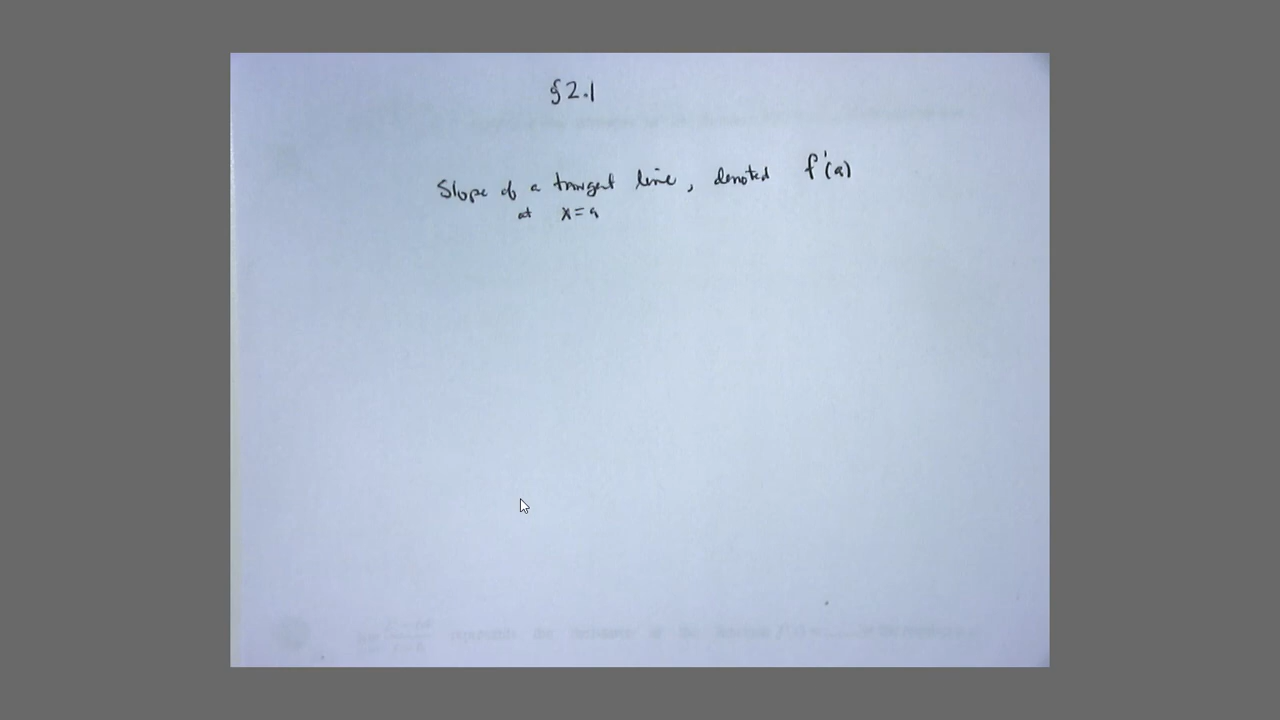 §2.1
Slope of a tangent line, denoted f'(a)
at x=a